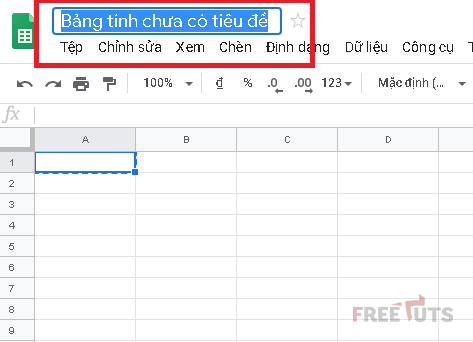 Bảng tính chưa có tiêu đề
Tệp Chỉnh sửa Xem Chèn Định dạng Dữ liệu Công cụ T
100% đ % .0 .00 123 Mặc định (...
fx
A B C D
1
2
3
4
5
6
7
8
9
FREETUTS